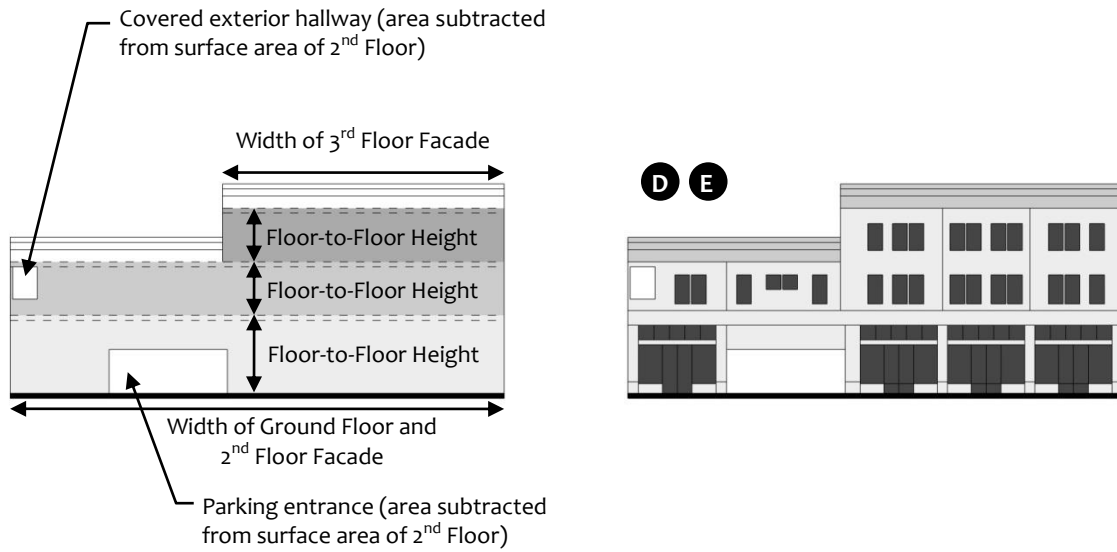 Covered exterior hallway (area subtracted
from surface area of 2nd Floor)
Width of 3rd Floor Facade
D E
Floor-to-Floor Height
Floor-to-Floor Height
Floor-to-Floor Height
Width of Ground Floor and
2nd Floor Facade
Parking entrance (area subtracted
from surface area of 2nd Floor)